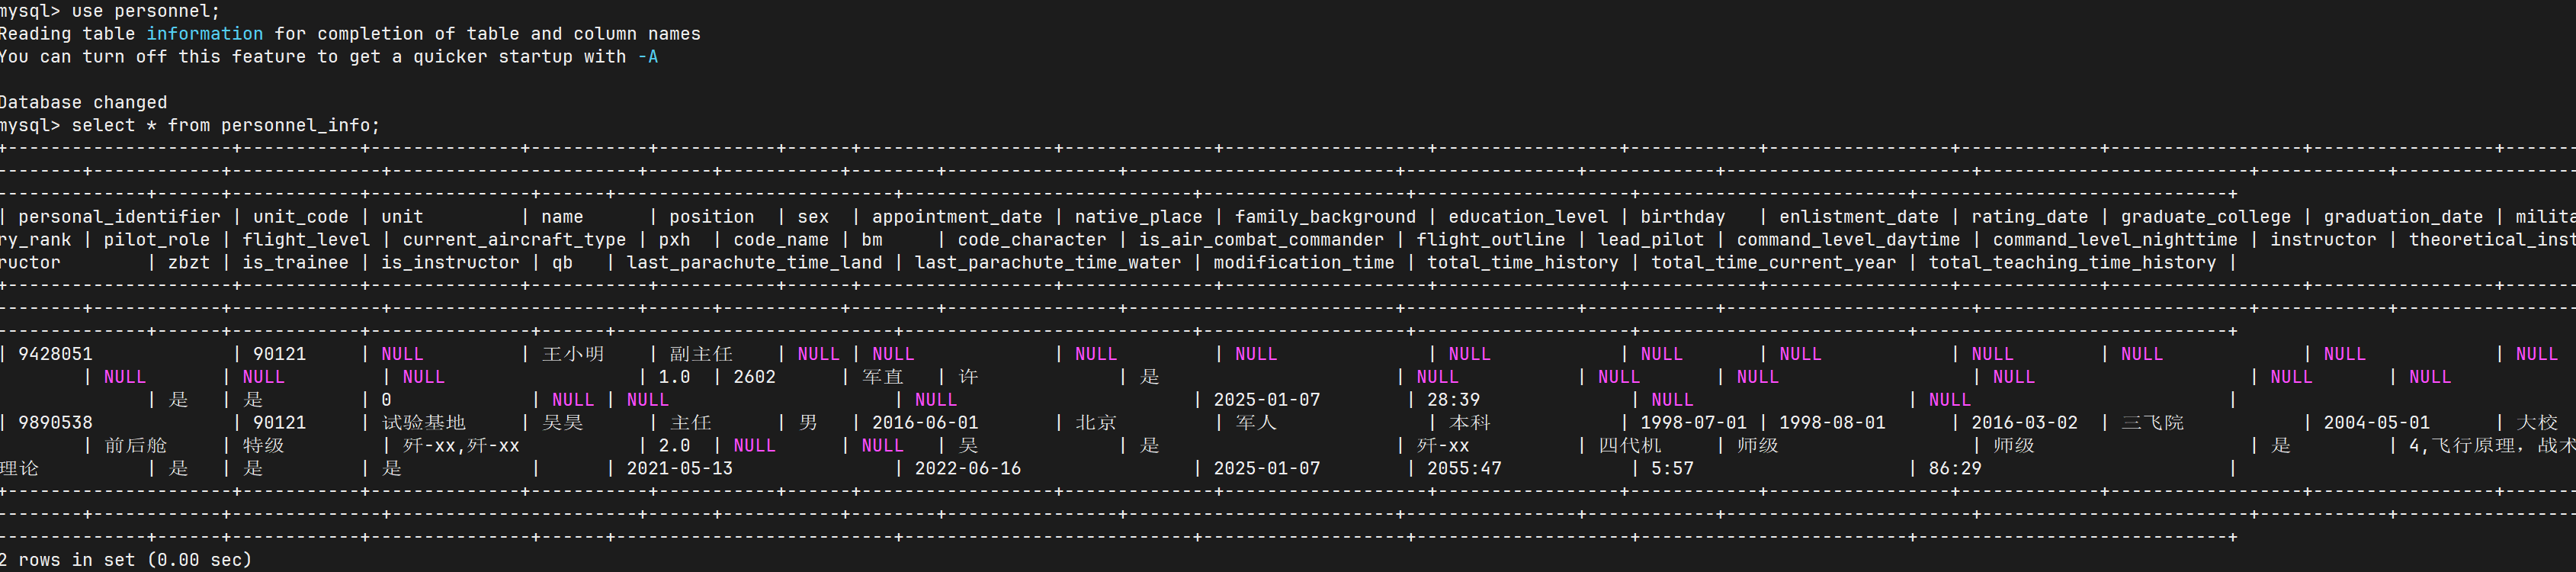 mysql> use personnel;
Reading table information for completion of table and column names
You can turn off this feature to get a quicker startup with -A
Database changed
mysql> select * from personnel_info;
| personal_identifier | unit_code | unit | name | position | sex | appointment_date | native_place | family_background | education_level | birthday | enlistment_date | rating_date | graduate_college | graduation_date | milita
ry_rank | pilot_role | flight_level | current_aircraft_type | pxh | code_name | bm | code_character | is_air_combat_commander | flight_outline | lead_pilot | command_level_daytime | command_level_nighttime | instructor | theoretical_inst
ructor | zbzt | is_trainee | is_instructor | qb | last_parachute_time_land | last_parachute_time_water | modification_time | total_time_history | total_time_current_year | total_teaching_time_history |
| 9428051 | 90121 | NULL | 王小明 | 副主任 | NULL | NULL | NULL | NULL | NULL | NULL | NULL | NULL | NULL | NULL | NULL
| NULL | NULL | NULL | 1.0 | 2602 | 军直 | 许 | 是 | NULL | NULL | NULL | NULL | NULL | NULL
| 是 | 是 | 0 | NULL | NULL | NULL | 2025-01-07 | 28:39 | NULL | NULL |
| 9890538 | 90121 | 试验基地 | 吴昊 | 主任 | 男 | 2016-06-01 | 北京 | 军人 | 本科 | 1998-07-01 | 1998-08-01 | 2016-03-02 | 三飞院 | 2004-05-01 | 大校
| 前后舱 | 特级 | 歼-xx,歼-xx | 2.0 | NULL | NULL | 吴 | 是 | 歼-xx | 四代机 | 师级 | 师级 | 是 | 4,飞行原理，战术
理论 | 是 | 是 | 是 | | 2021-05-13 | 2022-06-16 | 2025-01-07 | 2055:47 | 5:57 | 86:29 |
2 rows in set (0.00 sec)